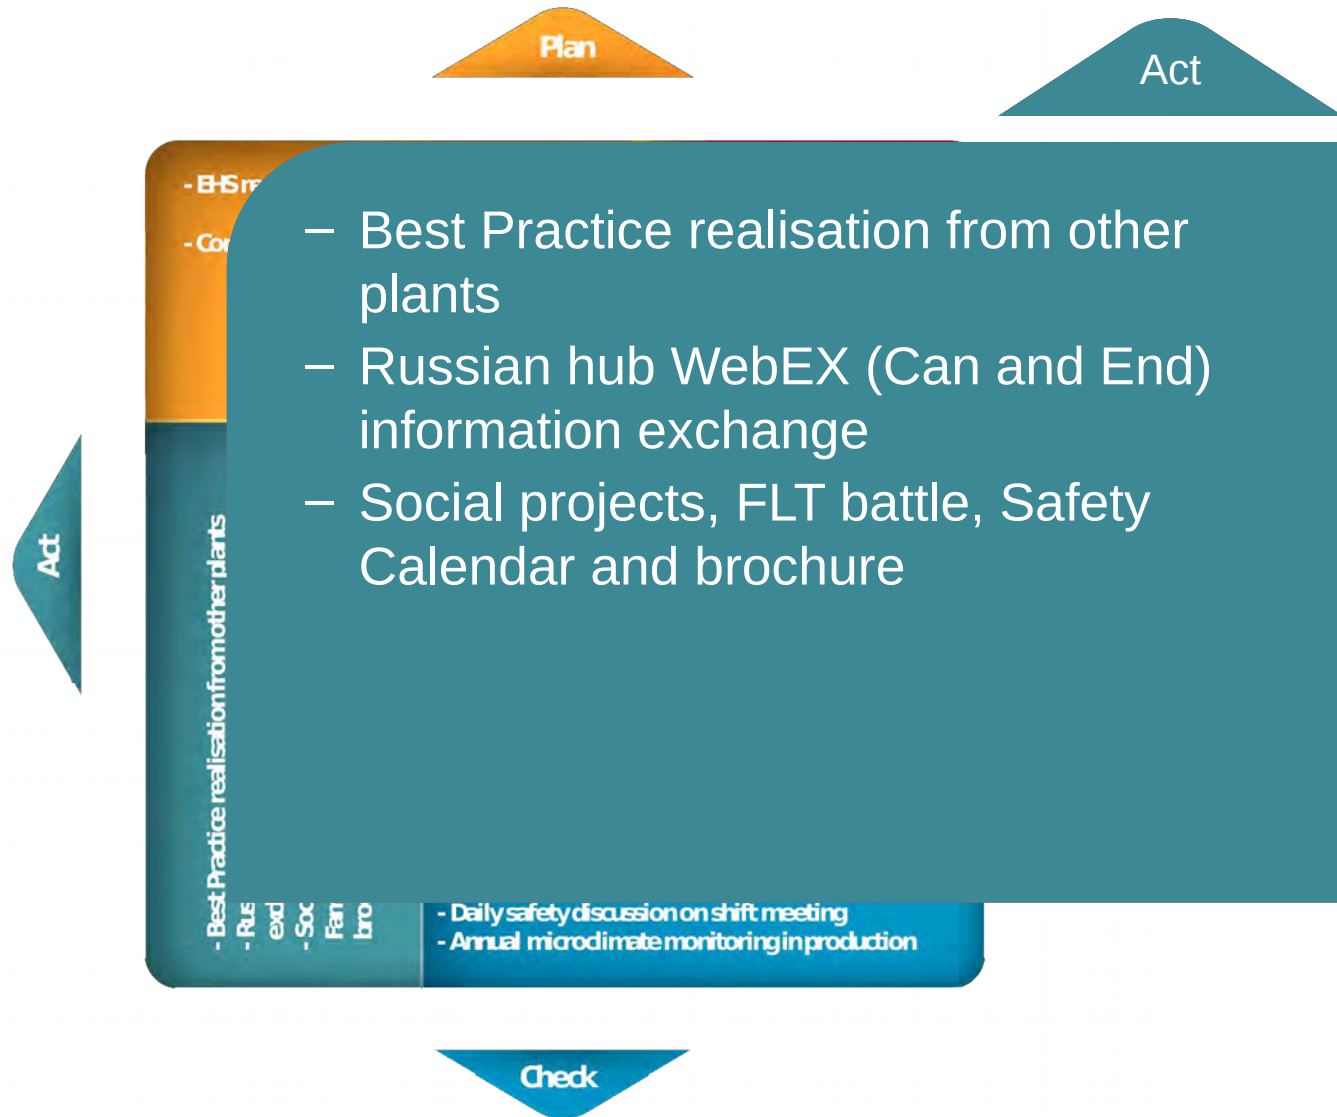 Plan
Act
- EHS
– Best Practice realisation from other
plants
– Russian hub WebEX (Can and End)
information exchange
– Social projects, FLT battle, Safety
Calendar and brochure
Act
- Best Practice realisation from other plants
- Daily safety discussion on shift meeting
- Annual microclimate monitoring in production
Check